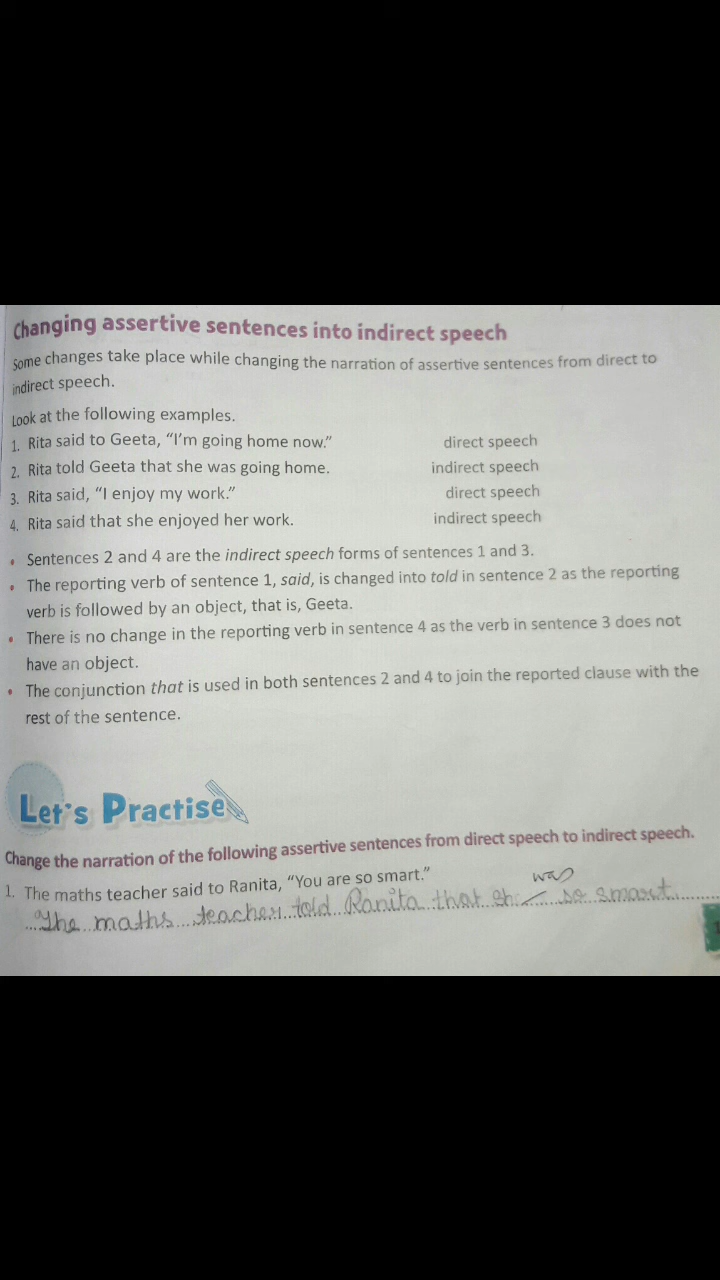 Changing assertive sentences into indirect speech
Some changes take place while changing the narration of assertive sentences from direct to
indirect speech.
Look at the following examples.
1. Rita said to Geeta, “I’m going home now.” direct speech
2. Rita told Geeta that she was going home. indirect speech
3. Rita said, “I enjoy my work.” direct speech
4. Rita said that she enjoyed her work. indirect speech
• Sentences 2 and 4 are the indirect speech forms of sentences 1 and 3.
• The reporting verb of sentence 1, said, is changed into told in sentence 2 as the reporting
verb is followed by an object, that is, Geeta.
• There is no change in the reporting verb in sentence 4 as the verb in sentence 3 does not
have an object.
• The conjunction that is used in both sentences 2 and 4 to join the reported clause with the
rest of the sentence.
Let’s Practise
Change the narration of the following assertive sentences from direct speech to indirect speech.
1. The maths teacher said to Ranita, “You are so smart.”
was
The maths teacher told Ranita that so smart.